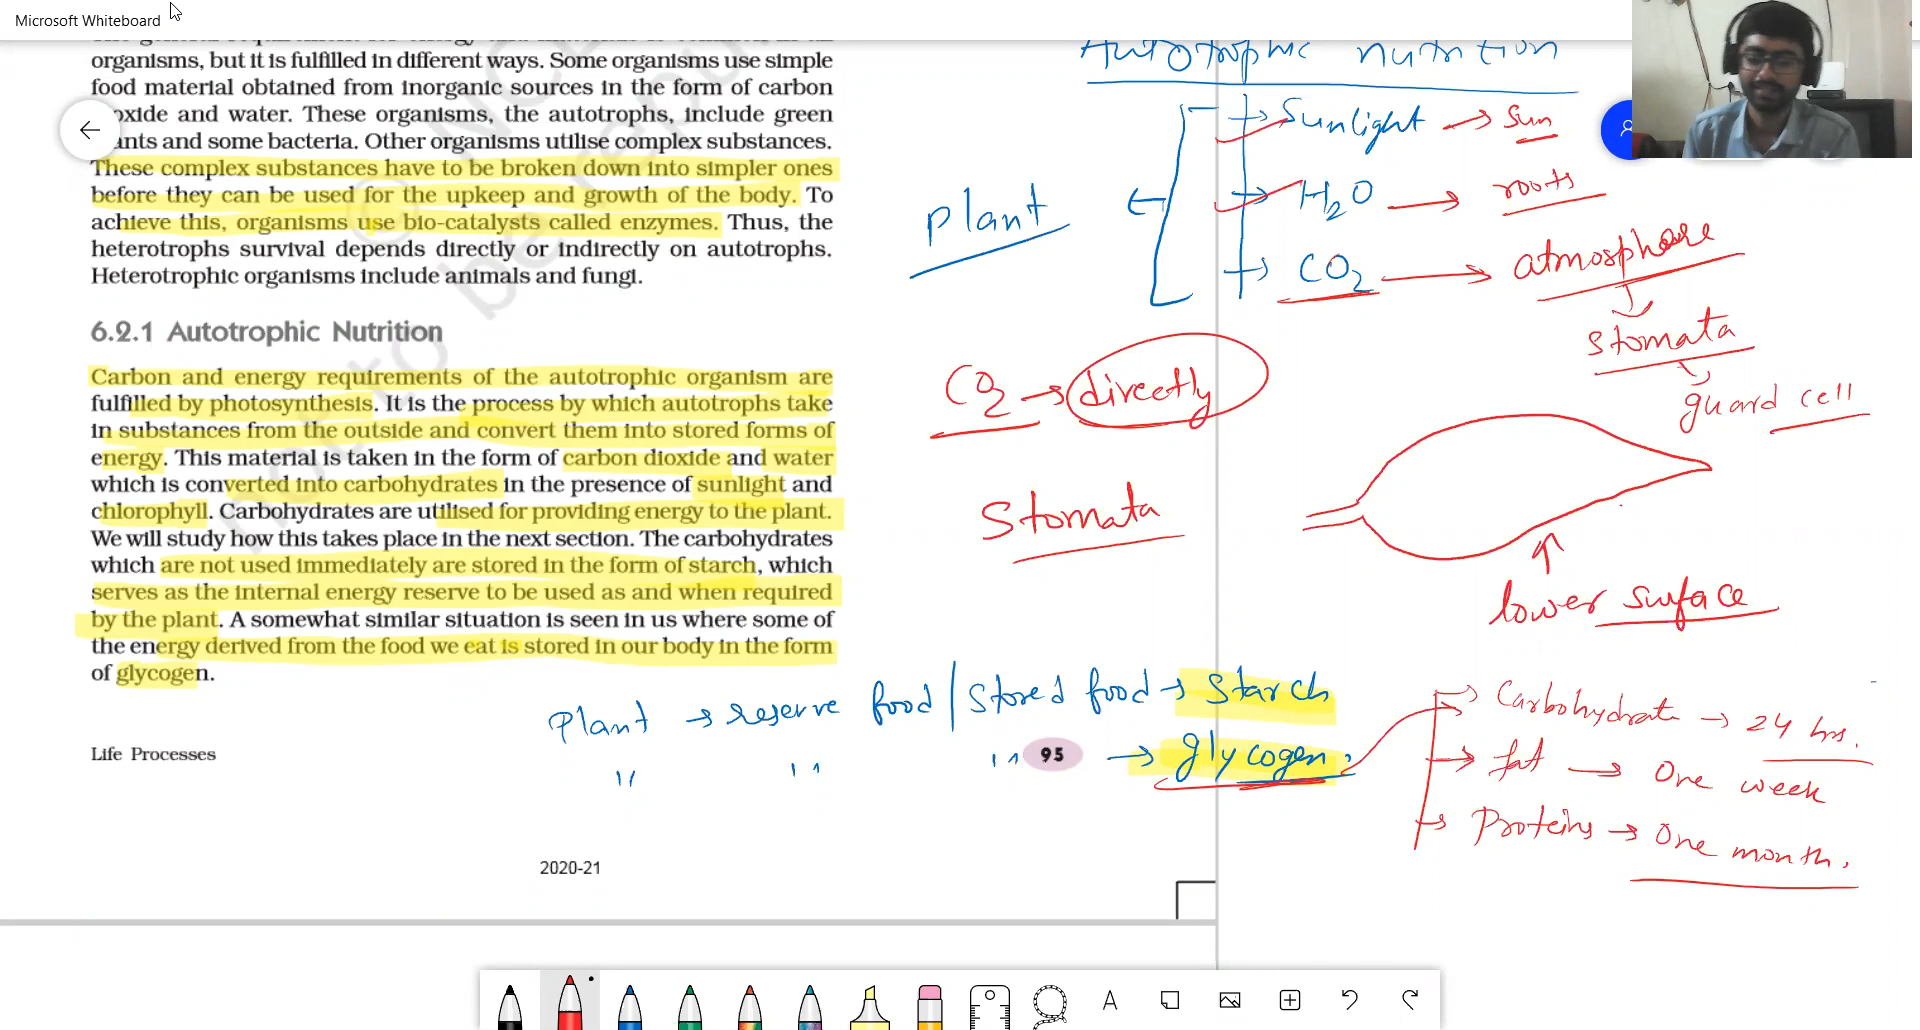 Microsoft Whiteboard
organisms, but it is fulfilled in different ways. Some organisms use simple
food material obtained from inorganic sources in the form of carbon
oxide and water. These organisms, the autotrophs, include green
ants and some bacteria. Other organisms utilise complex substances.
These complex substances have to be broken down into simpler ones
before they can be used for the upkeep and growth of the body. To
achieve this, organisms use bio-catalysts called enzymes. Thus, the
heterotrophs survival depends directly or indirectly on autotrophs.
Heterotrophic organisms include animals and fungi.
6.2.1 Autotrophic Nutrition
Carbon and energy requirements of the autotrophic organism are
fulfilled by photosynthesis. It is the process by which autotrophs take
in substances from the outside and convert them into stored forms of
energy. This material is taken in the form of carbon dioxide and water
which is converted into carbohydrates in the presence of sunlight and
chlorophyll. Carbohydrates are utilised for providing energy to the plant.
We will study how this takes place in the next section. The carbohydrates
which are not used immediately are stored in the form of starch, which
serves as the internal energy reserve to be used as and when required
by the plant. A somewhat similar situation is seen in us where some of
the energy derived from the food we eat is stored in our body in the form
of glycogen.
Life Processes
95
2020-21
Autotrophic nutrition
Plant
Sunlight → Sun
H2O → roots
CO2 → atmosphere
stomata
guard cell
CO2 → directly
Stomata
lower surface
Plant → reserve food / Stored food → Starch
" " " → glycogen.
Carbohydrate → 24 hrs.
fat → One week
Proteins → One month.